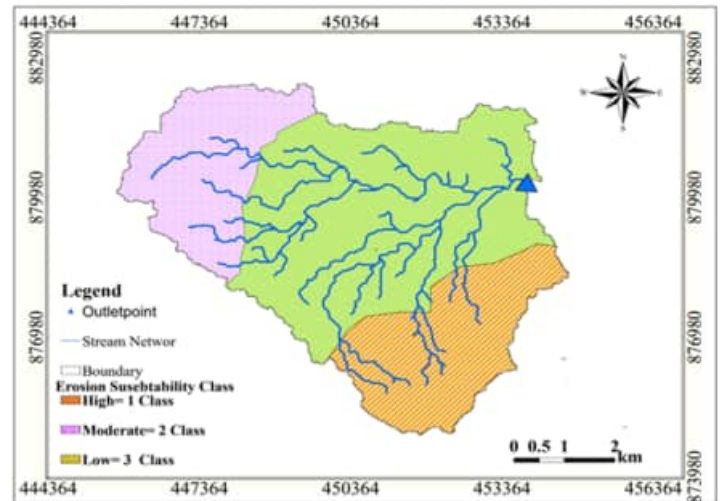 444364 447364 450364 453364 456364
882980 882980
879980 879980
876980 876980
873980
N
W E
S
Legend
Outletpoint
Stream Networ
Boundary
Erosion Susebtability Class
High= 1 Class
Moderate= 2 Class
Low= 3 Class
0 0.5 1 2
km
444364 447364 450364 453364 456364